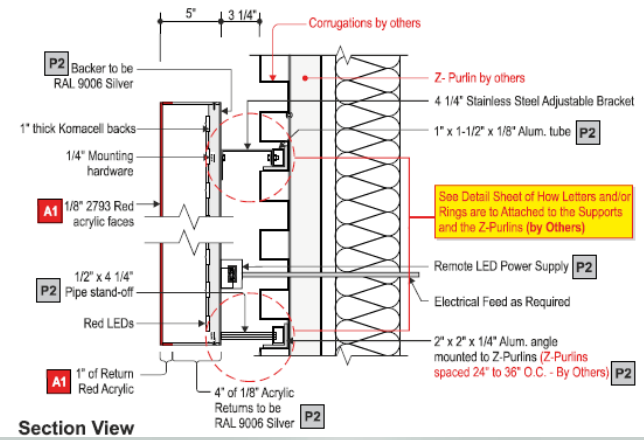 5"
3 1/4"
Corrugations by others
P2 Backer to be
RAL 9006 Silver
Z- Purlin by others
4 1/4" Stainless Steel Adjustable Bracket
1" thick Komacell backs
1" x 1-1/2" x 1/8" Alum. tube P2
1/4" Mounting
hardware
A1 1/8" 2793 Red
acrylic faces
See Detail Sheet of How Letters and/or
Rings are to Attached to the Supports
and the Z-Purlins (by Others)
Remote LED Power Supply P2
1/2" x 4 1/4"
P2 Pipe stand-off
Electrical Feed as Required
Red LEDs
2" x 2" x 1/4" Alum. angle
mounted to Z-Purlins (Z-Purlins
spaced 24" to 36" O.C. - By Others) P2
A1 1" of Return
Red Acrylic
4" of 1/8" Acrylic
Returns to be
RAL 9006 Silver P2
Section View